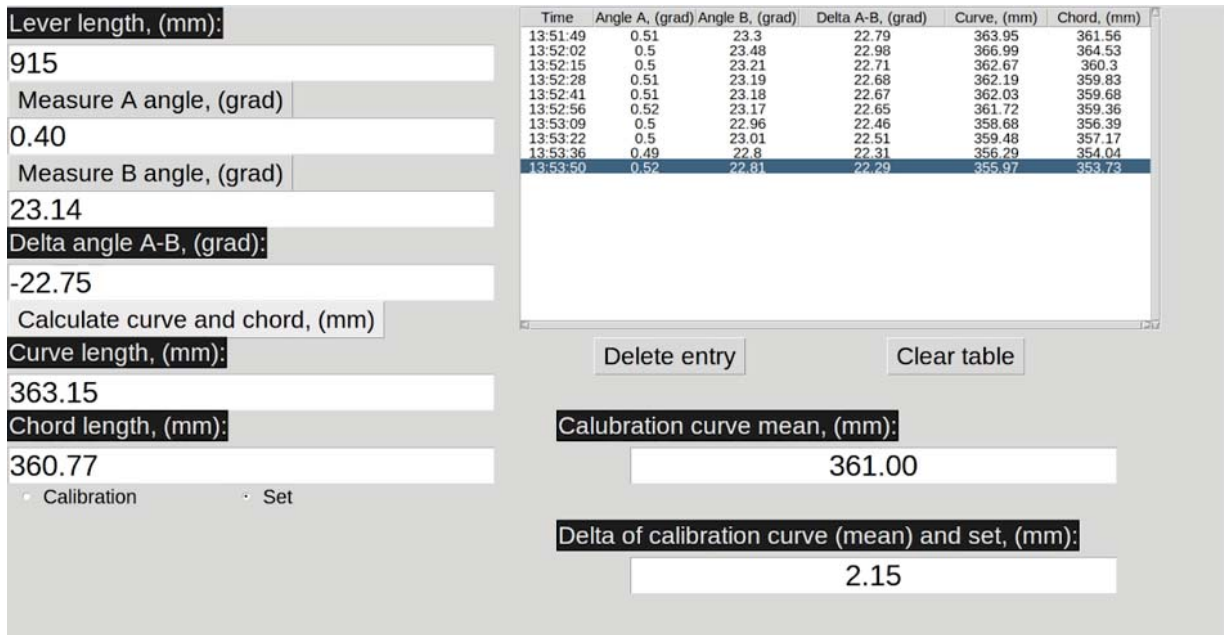 Lever length, (mm):
915
Measure A angle, (grad)
0.40
Measure B angle, (grad)
23.14
Delta angle A-B, (grad):
-22.75
Calculate curve and chord, (mm)
Curve length, (mm):
363.15
Chord length, (mm):
360.77
Calibration Set
Time Angle A, (grad) Angle B, (grad) Delta A-B, (grad) Curve, (mm) Chord, (mm)
13:51:49 0.51 23.3 22.79 363.95 361.56
13:52:02 0.5 23.48 22.98 366.99 364.53
13:52:15 0.5 23.21 22.71 362.67 360.3
13:52:28 0.51 23.19 22.68 362.19 359.83
13:52:41 0.51 23.18 22.67 362.03 359.68
13:52:56 0.52 23.17 22.65 361.72 359.36
13:53:09 0.5 22.96 22.46 358.68 356.39
13:53:22 0.5 23.01 22.51 359.48 357.17
13:53:36 0.49 22.8 22.31 356.29 354.04
13:53:50 0.52 22.81 22.29 355.97 353.73
Delete entry Clear table
Calubration curve mean, (mm):
361.00
Delta of calibration curve (mean) and set, (mm):
2.15